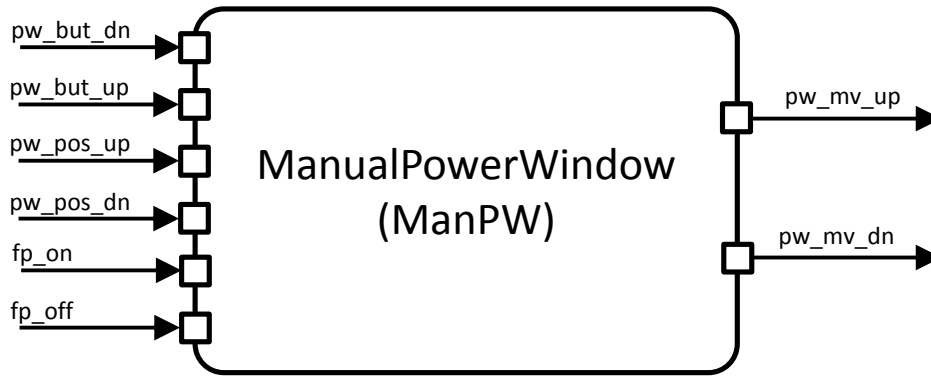 pw_but_dn
pw_but_up
pw_pos_up
pw_pos_dn
fp_on
fp_off
ManualPowerWindow
(ManPW)
pw_mv_up
pw_mv_dn